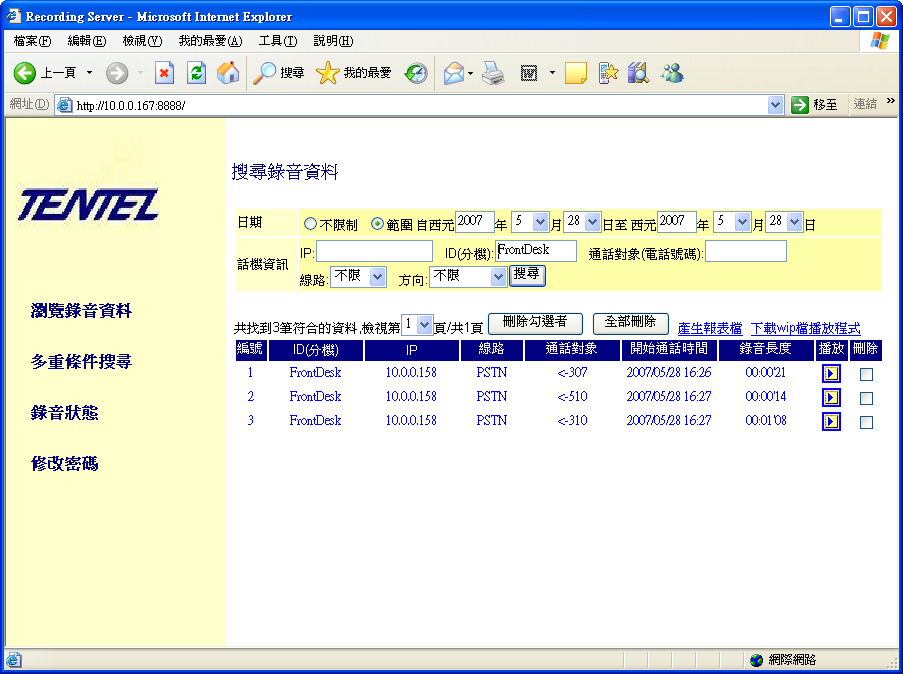 Recording Server - Microsoft Internet Explorer
檔案(F) 編輯(E) 檢視(V) 我的最愛(A) 工具(T) 說明(H)
上一頁 搜尋 我的最愛
網址(D) http://10.0.0.167:8888/ 移至 連結 »
TENTEL
瀏覽錄音資料
多重條件搜尋
錄音狀態
修改密碼
搜尋錄音資料
日期 不限制 範圍 自西元 2007 年 5 月 28 日至 西元 2007 年 5 月 28 日
話機資訊 IP: ID(分機): FrontDesk 通話對象(電話號碼):
線路: 不限 方向: 不限 搜尋
共找到3筆符合的資料,檢視第 1 頁/共1頁 刪除勾選者 全部刪除 產生報表檔 下載wip檔播放程式
編號 ID(分機) IP 線路 通話對象 開始通話時間 錄音長度 播放 刪除
1 FrontDesk 10.0.0.158 PSTN <-307 2007/05/28 16:26 00:00'21
2 FrontDesk 10.0.0.158 PSTN <-510 2007/05/28 16:27 00:00'14
3 FrontDesk 10.0.0.158 PSTN <-310 2007/05/28 16:27 00:01'08
網際網路